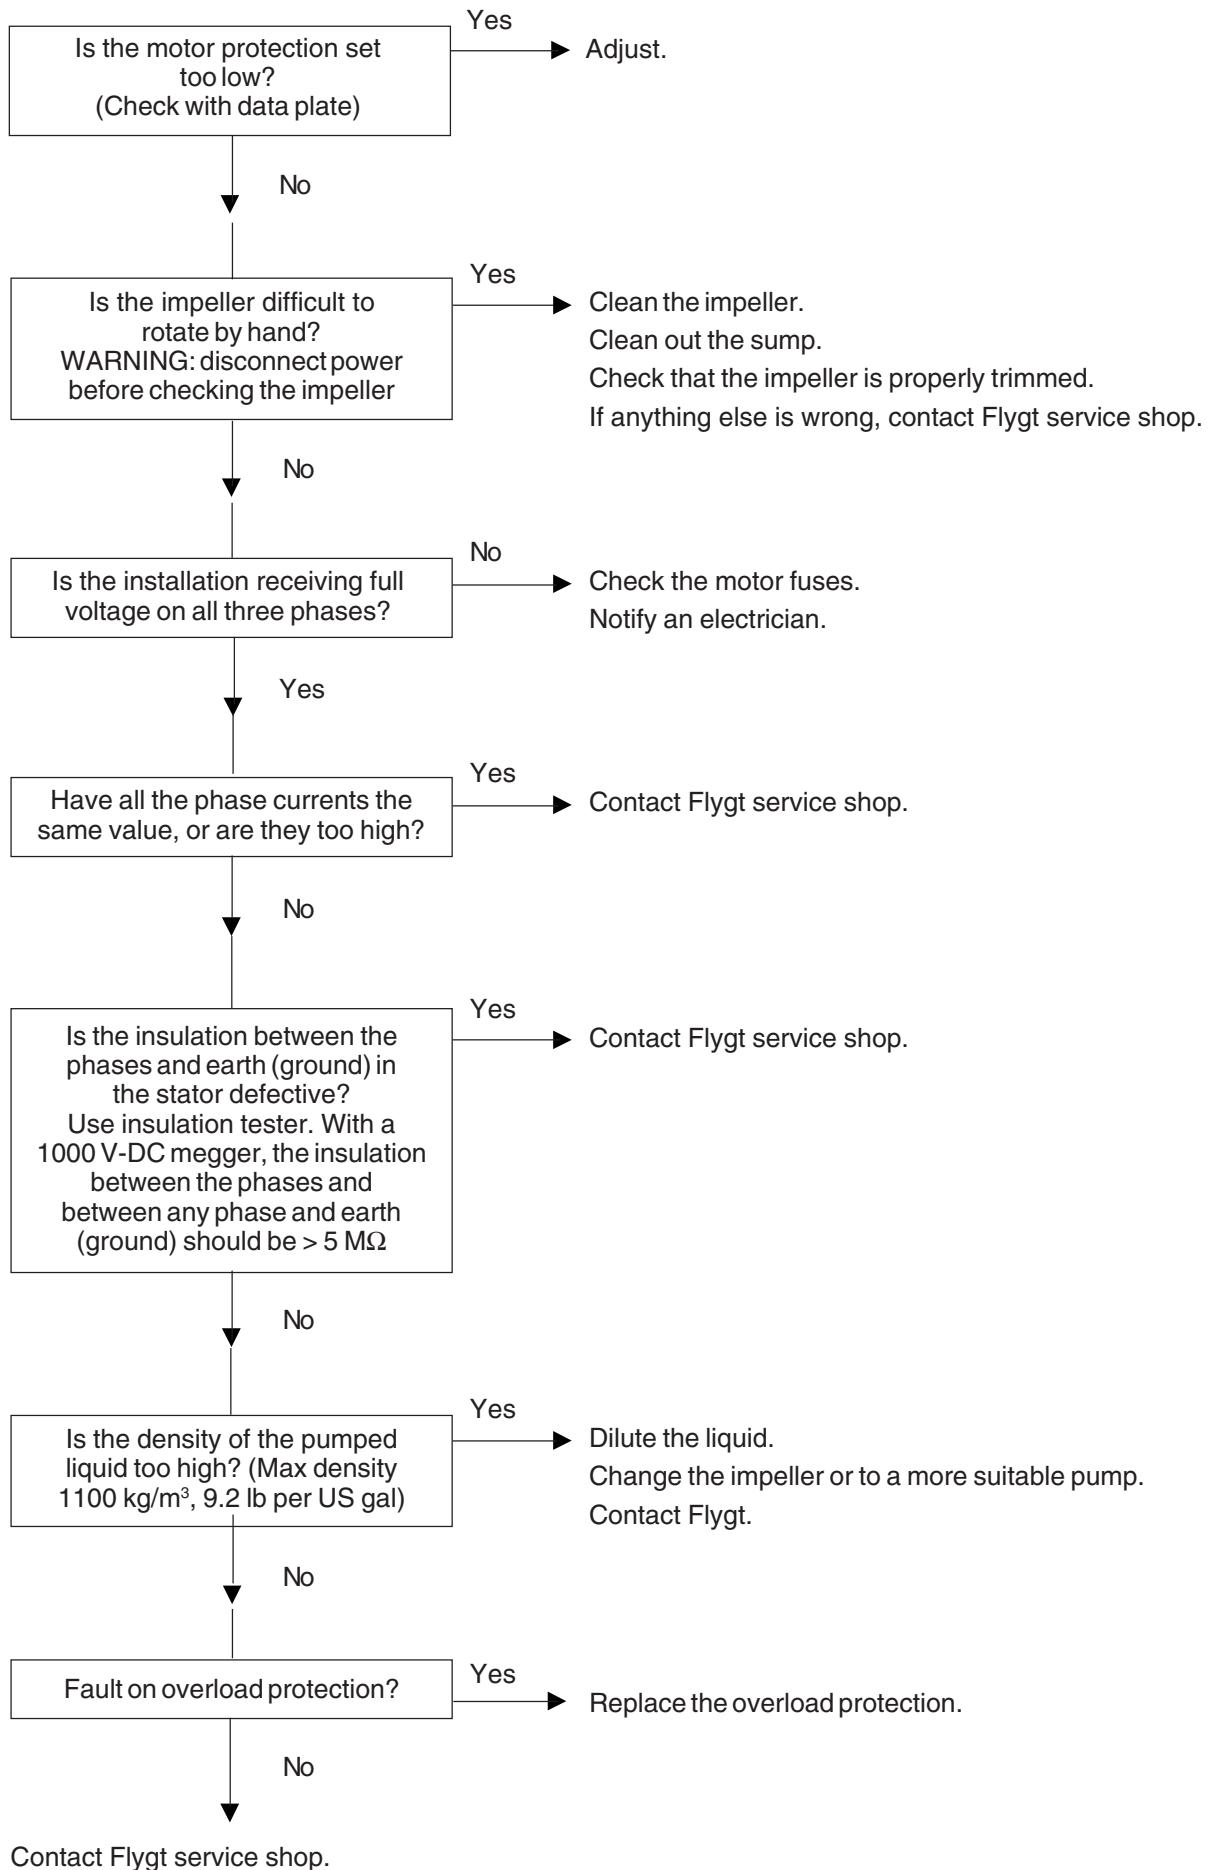 Yes
Is the motor protection set
too low?
(Check with data plate)
Adjust.
No
Yes
Is the impeller difficult to
rotate by hand?
WARNING: disconnect power
before checking the impeller
Clean the impeller.
Clean out the sump.
Check that the impeller is properly trimmed.
If anything else is wrong, contact Flygt service shop.
No
No
Is the installation receiving full
voltage on all three phases?
Check the motor fuses.
Notify an electrician.
Yes
Yes
Have all the phase currents the
same value, or are they too high?
Contact Flygt service shop.
No
Yes
Is the insulation between the
phases and earth (ground) in
the stator defective?
Use insulation tester. With a
1000 V-DC megger, the insulation
between the phases and
between any phase and earth
(ground) should be > 5 MΩ
Contact Flygt service shop.
No
Yes
Is the density of the pumped
liquid too high? (Max density
1100 kg/m³, 9.2 lb per US gal)
Dilute the liquid.
Change the impeller or to a more suitable pump.
Contact Flygt.
No
Yes
Fault on overload protection?
Replace the overload protection.
No
Contact Flygt service shop.